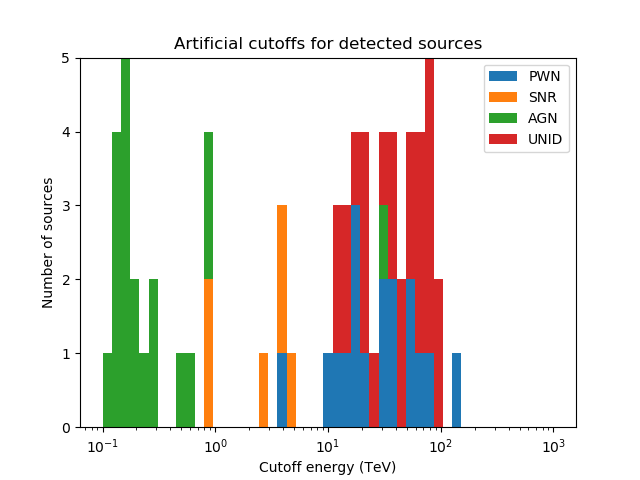 Artificial cutoffs for detected sources
PWN
SNR
AGN
UNID
Number of sources
5
4
3
2
1
0
10⁻¹ 10⁰ 10¹ 10² 10³
Cutoff energy (TeV)